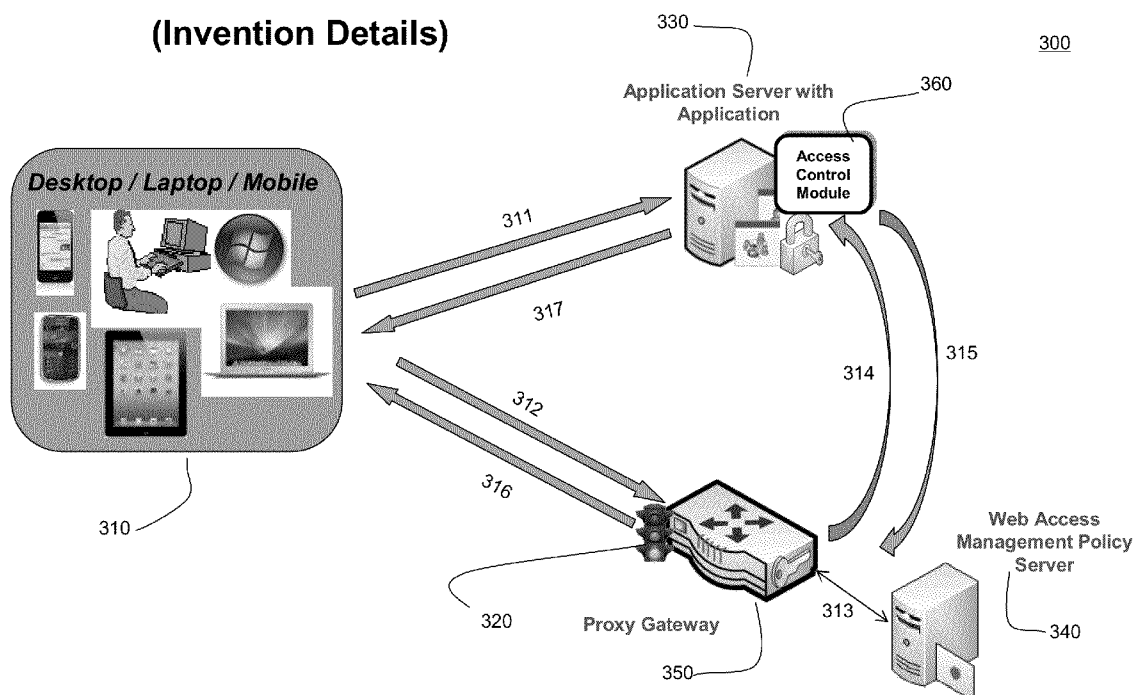 (Invention Details)
330
300
Application Server with
Application
360
Access
Control
Module
Desktop / Laptop / Mobile
311
317
314
315
312
316
310
Web Access
Management Policy
Server
320
Proxy Gateway
313
340
350